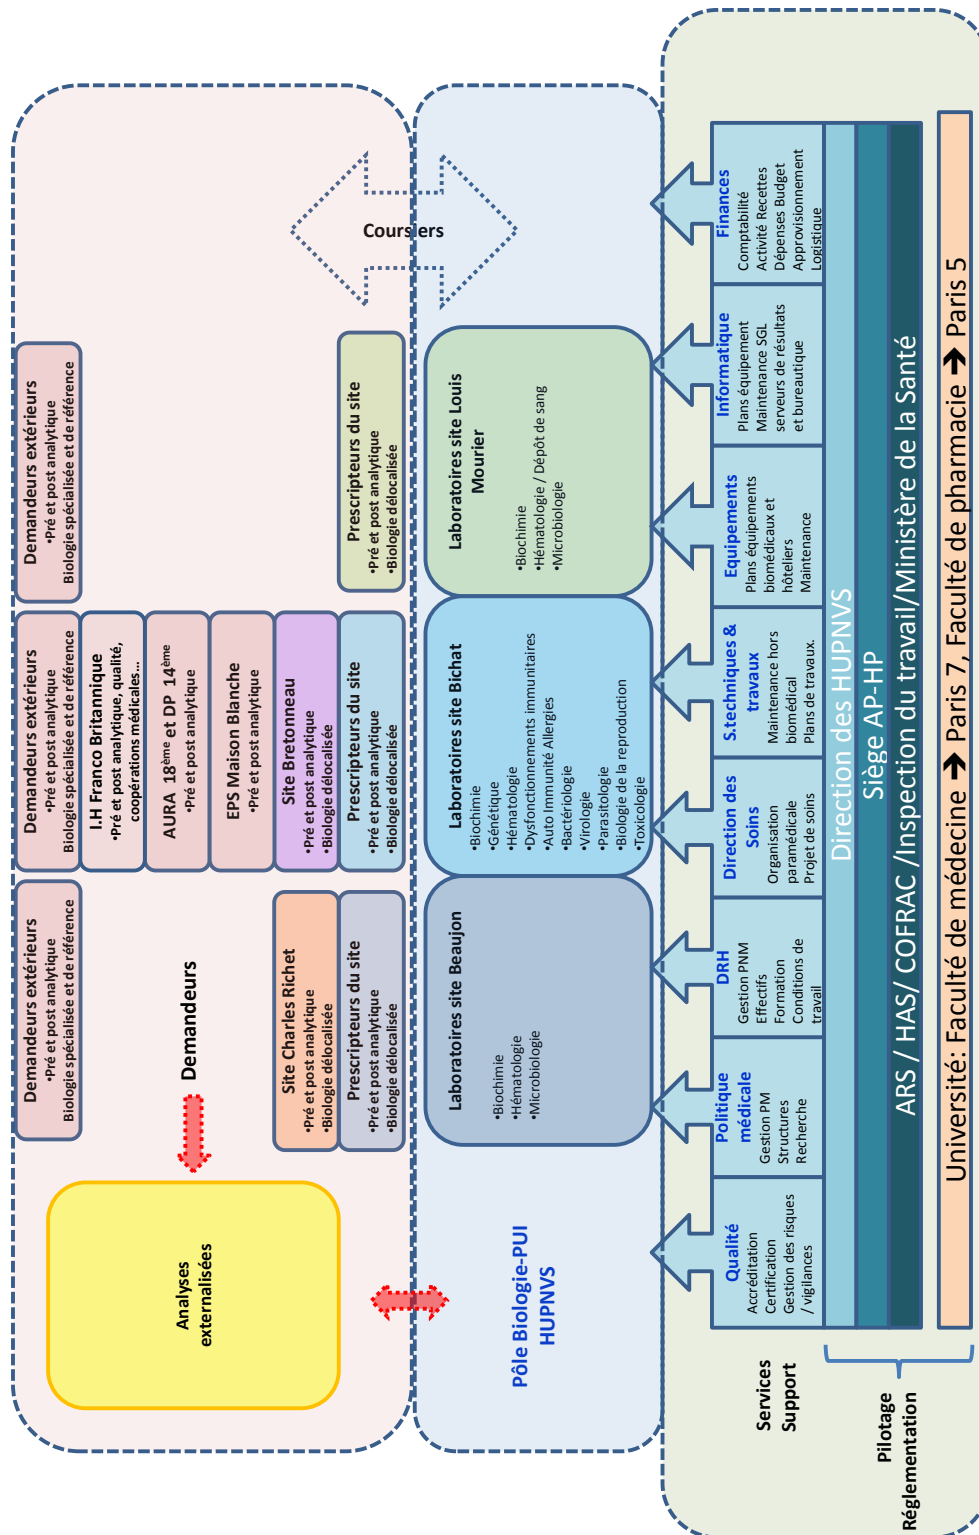 Analyses
externalisées
Demandeurs
Demandeurs extérieurs
•Pré et post analytique
Biologie spécialisée et de référence
Site Charles Richet
•Pré et post analytique
•Biologie délocalisée
Prescripteurs du site
•Pré et post analytique
•Biologie délocalisée
Demandeurs extérieurs
•Pré et post analytique
Biologie spécialisée et de référence
I.H Franco Britannique
•Pré et post analytique, qualité,
coopérations médicales...
AURA 18ème et DP 14ème
•Pré et post analytique
EPS Maison Blanche
•Pré et post analytique
Site Bretonneau
•Pré et post analytique
•Biologie délocalisée
Prescripteurs du site
•Pré et post analytique
•Biologie délocalisée
Demandeurs extérieurs
•Pré et post analytique
Biologie spécialisée et de référence
Prescripteurs du site
•Pré et post analytique
•Biologie délocalisée
Coursiers
Pôle Biologie-PUI
HUPNVS
Laboratoires site Beaujon
•Biochimie
•Hématologie
•Microbiologie
Laboratoires site Bichat
•Biochimie
•Génétique
•Hématologie
•Dysfonctionnements immunitaires
•Auto Immunité Allergies
•Bactériologie
•Virologie
•Parasitologie
•Biologie de la reproduction
•Toxicologie
Laboratoires site Louis
Mourier
•Biochimie
•Hématologie / Dépôt de sang
•Microbiologie
Services
Support
Qualité
Accréditation
Certification
Gestion des risques
/ vigilances
Politique
médicale
Gestion PM
Structures
Recherche
DRH
Gestion PNM
Effectifs
Formation
Conditions de
travail
Direction des
Soins
Organisation
paramédicale
Projet de soins
S.techniques &
travaux
Maintenance hors
biomédical
Plans de travaux.
Equipements
Plans équipements
biomédicaux et
hôteliers
Maintenance
Informatique
Plans équipement
Maintenance SGL
serveurs de résultats
et bureautique
Finances
Comptabilité
Activité Recettes
Dépenses Budget
Approvisionnement
Logistique
Pilotage
Réglementation
Direction des HUPNVS
Siège AP-HP
ARS / HAS/ COFRAC /Inspection du travail/Ministère de la Santé
Université: Faculté de médecine ➔ Paris 7, Faculté de pharmacie ➔ Paris 5